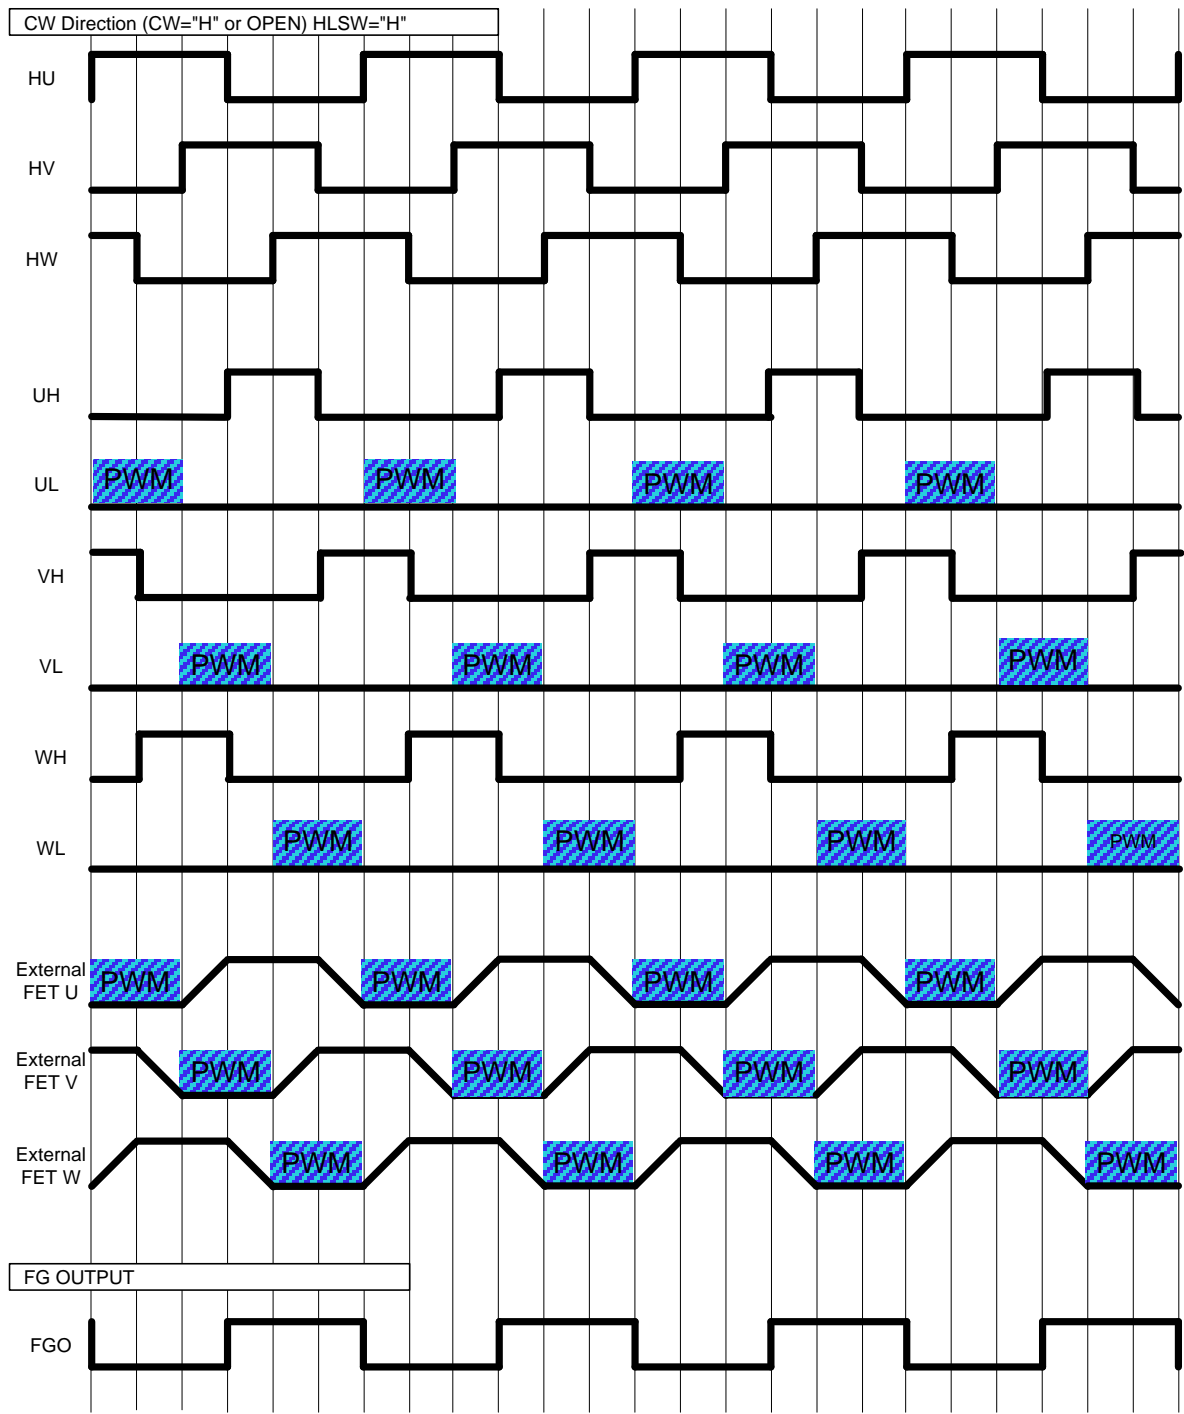 CW Direction (CW="H" or OPEN) HLSW="H"
HU
HV
HW
UH
UL
PWM PWM PWM PWM
VH
VL
PWM PWM PWM PWM
WH
WL
PWM PWM PWM PWM
External
FET U
PWM PWM PWM PWM
External
FET V
PWM PWM PWM PWM
External
FET W
PWM PWM PWM PWM
FG OUTPUT
FGO